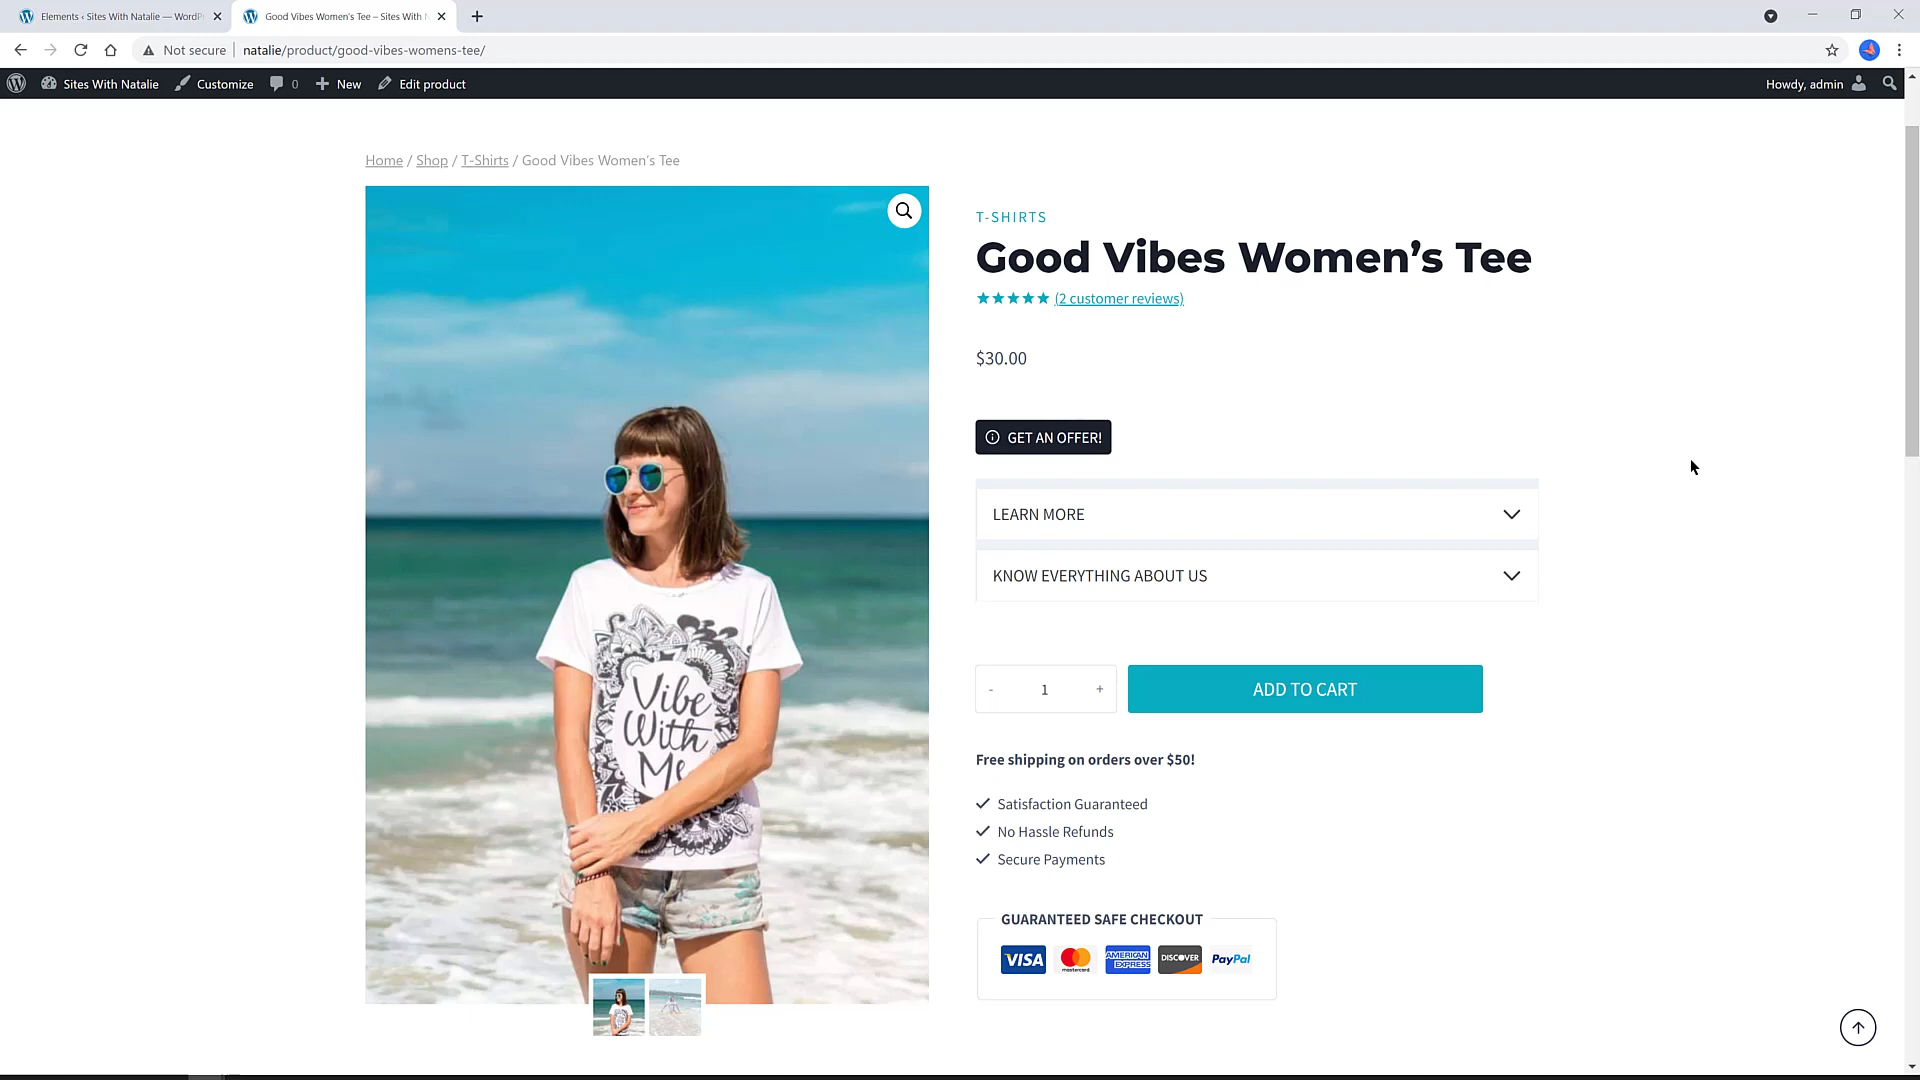 Elements ‹ Sites With Natalie — WordP
Good Vibes Women's Tee – Sites With N
Not secure
natalie/product/good-vibes-womens-tee/
Sites With Natalie
Customize
0
New
Edit product
Howdy, admin
Home / Shop / T-Shirts / Good Vibes Women's Tee
T-SHIRTS
Good Vibes Women’s Tee
(2 customer reviews)
$30.00
GET AN OFFER!
LEARN MORE
KNOW EVERYTHING ABOUT US
Vibe
With
Me
- 1 +
ADD TO CART
Free shipping on orders over $50!
Satisfaction Guaranteed
No Hassle Refunds
Secure Payments
GUARANTEED SAFE CHECKOUT
VISA
mastercard
AMERICAN EXPRESS
DISCOVER
PayPal